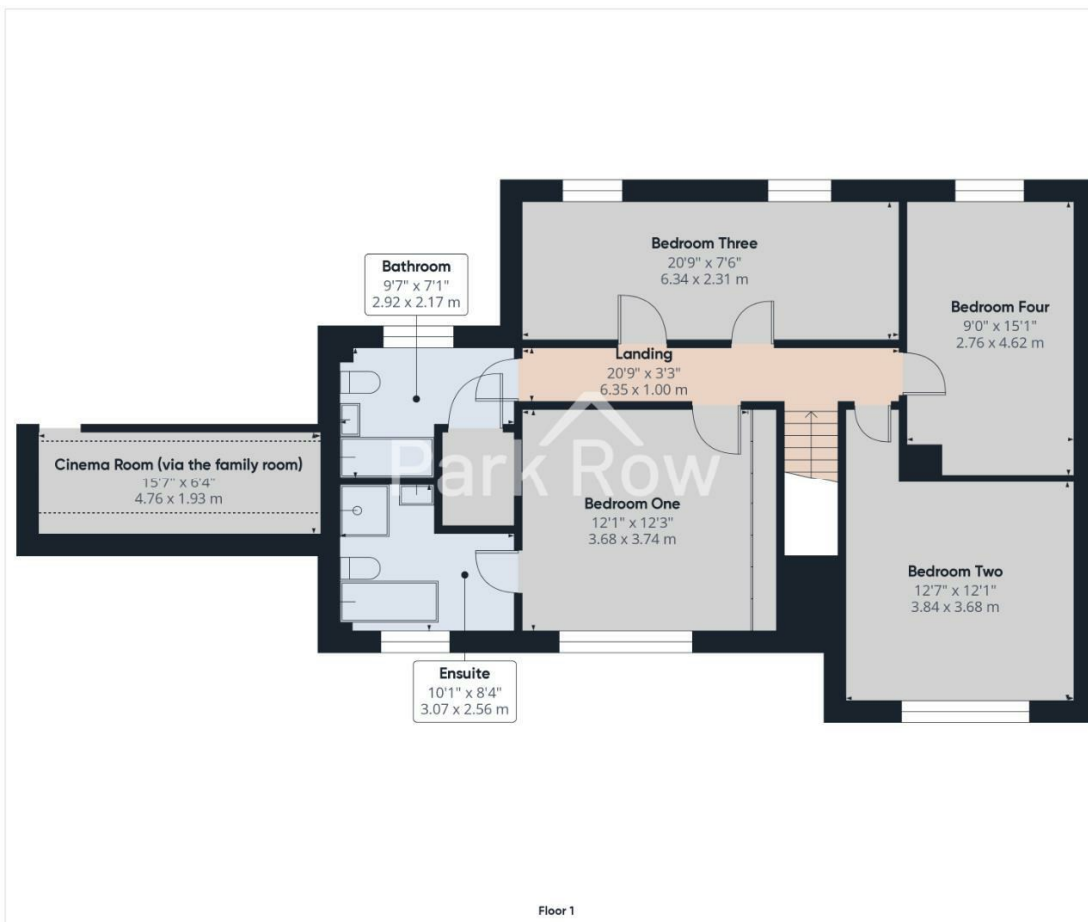 Bedroom Three
20'9" x 7'6"
6.34 x 2.31 m
Bathroom
9'7" x 7'1"
2.92 x 2.17 m
Bedroom Four
9'0" x 15'1"
2.76 x 4.62 m
Landing
20'9" x 3'3"
6.35 x 1.00 m
Cinema Room (via the family room)
15'7" x 6'4"
4.76 x 1.93 m
Park Row
Bedroom One
12'1" x 12'3"
3.68 x 3.74 m
Bedroom Two
12'7" x 12'1"
3.84 x 3.68 m
Ensuite
10'1" x 8'4"
3.07 x 2.56 m
Floor 1